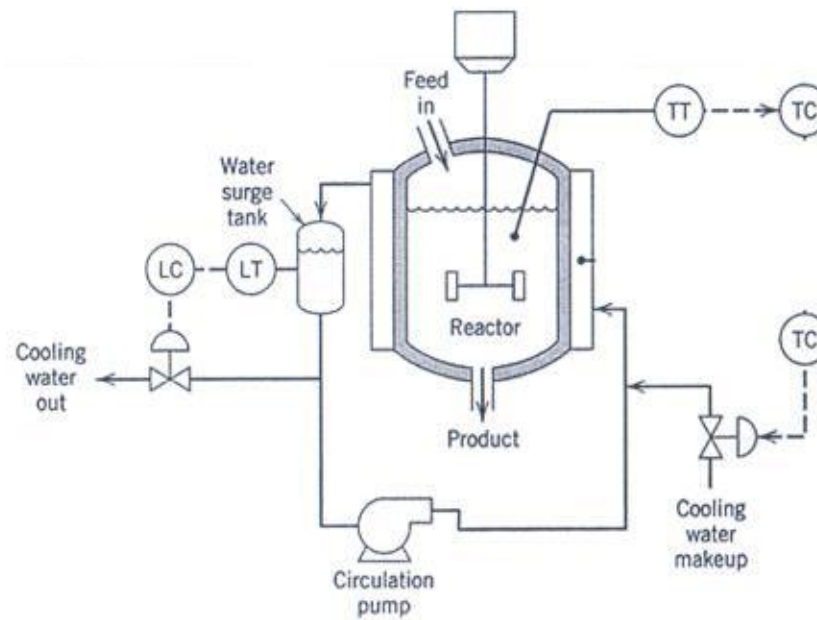 Feed
in
TT
TC
Water
surge
tank
LC
LT
Reactor
TC
Cooling
water
out
Product
Cooling
water
makeup
Circulation
pump